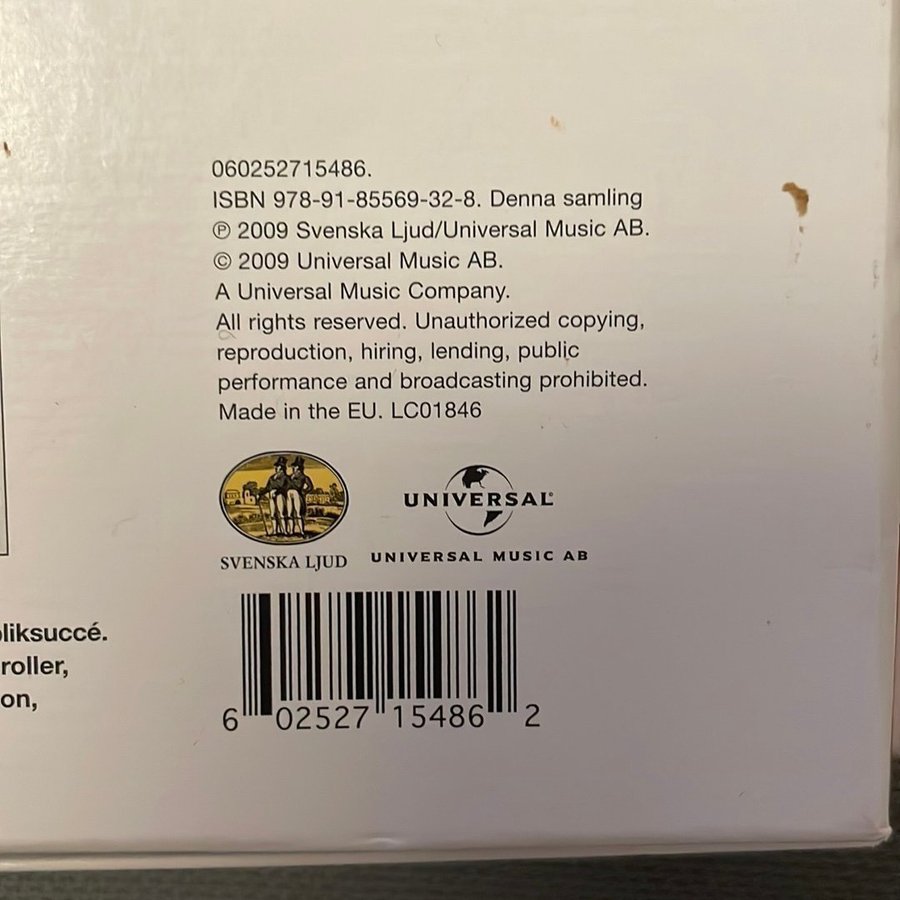 060252715486.
ISBN 978-91-85569-32-8. Denna samling
℗ 2009 Svenska Ljud/Universal Music AB.
© 2009 Universal Music AB.
A Universal Music Company.
All rights reserved. Unauthorized copying,
reproduction, hiring, lending, public
performance and broadcasting prohibited.
Made in the EU. LC01846
UNIVERSAL®
SVENSKA LJUD UNIVERSAL MUSIC AB
liksuccé.
roller,
on,
6 02527 15486 2